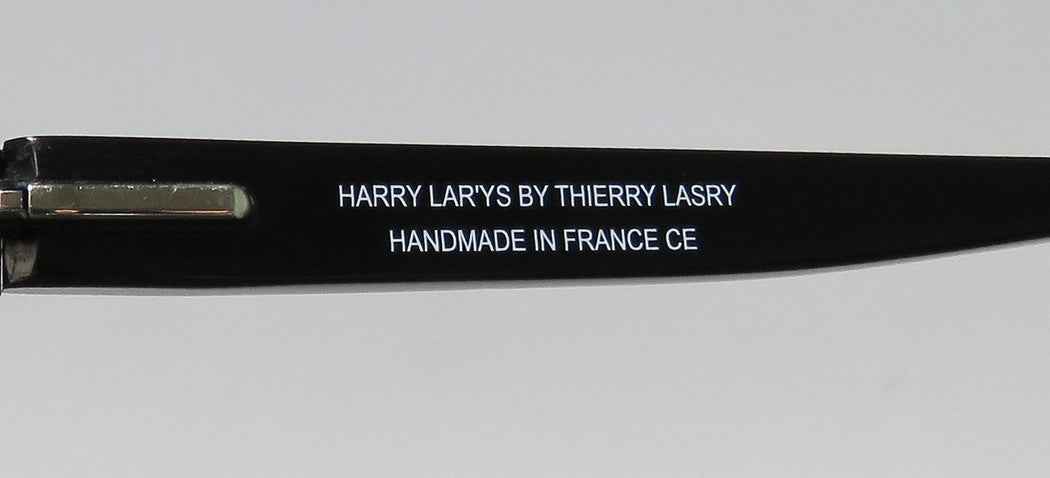 HARRY LAR'YS BY THIERRY LASRY
HANDMADE IN FRANCE CE